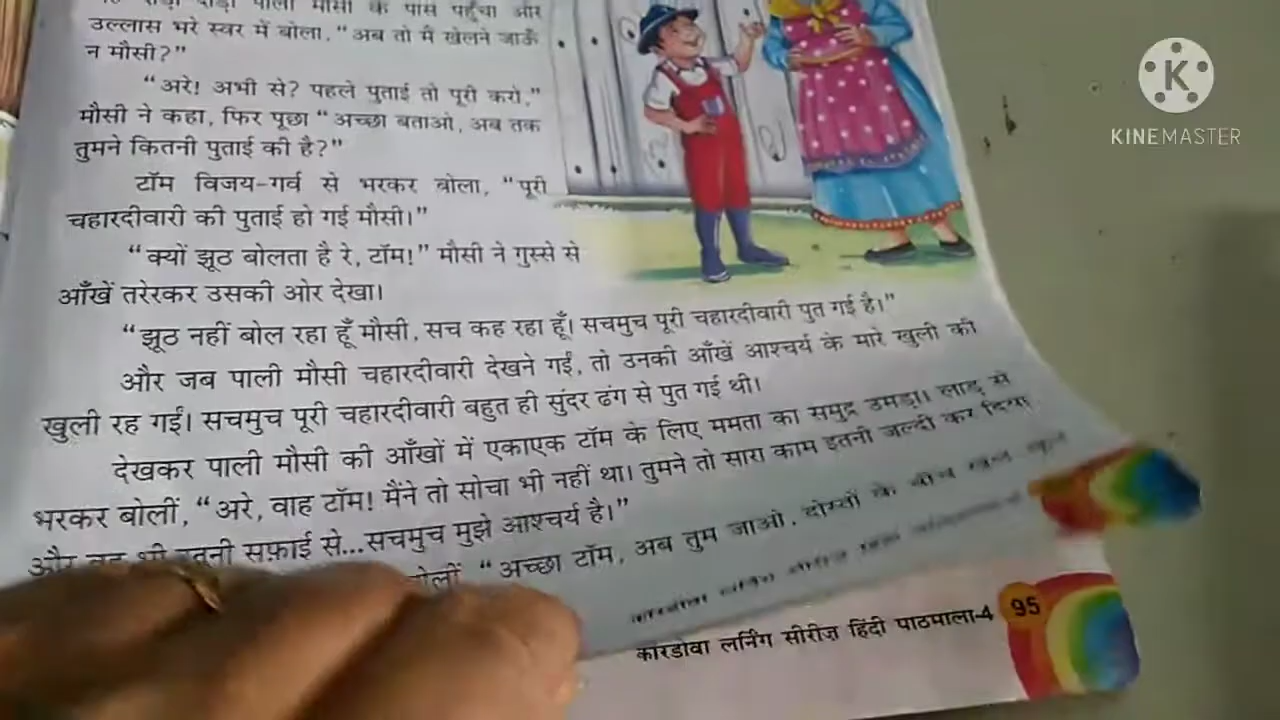 दौड़ा पाली मौसी के पास पहुँचा और
उल्लास भरे स्वर में बोला, “अब तो मैं खेलने जाऊँ
न मौसी?”
“अरे! अभी से? पहले पुताई तो पूरी करो,”
मौसी ने कहा, फिर पूछा “अच्छा बताओ, अब तक
तुमने कितनी पुताई की है?”
टॉम विजय-गर्व से भरकर बोला, “पूरी
चहारदीवारी की पुताई हो गई मौसी।”
“क्यों झूठ बोलता है रे, टॉम!” मौसी ने गुस्से से
आँखें तरेरकर उसकी ओर देखा।
“झूठ नहीं बोल रहा हूँ मौसी, सच कह रहा हूँ। सचमुच पूरी चहारदीवारी पुत गई है।”
और जब पाली मौसी चहारदीवारी देखने गईं, तो उनकी आँखें आश्चर्य के मारे खुली की
खुली रह गईं। सचमुच पूरी चहारदीवारी बहुत ही सुंदर ढंग से पुत गई थी।
देखकर पाली मौसी की आँखों में एकाएक टॉम के लिए ममता का समुद्र उमड़ा। लाड़ से
भरकर बोलीं, “अरे, वाह टॉम! मैंने तो सोचा भी नहीं था। तुमने तो सारा काम इतनी जल्दी कर दिया
और वह भी इतनी सफ़ाई से...सचमुच मुझे आश्चर्य है।”
बोलीं “अच्छा टॉम, अब तुम जाओ, दोस्तों के बीच
कारडोवा लर्निंग सीरीज़ हिंदी पाठमाला-4 95
K
KINEMASTER